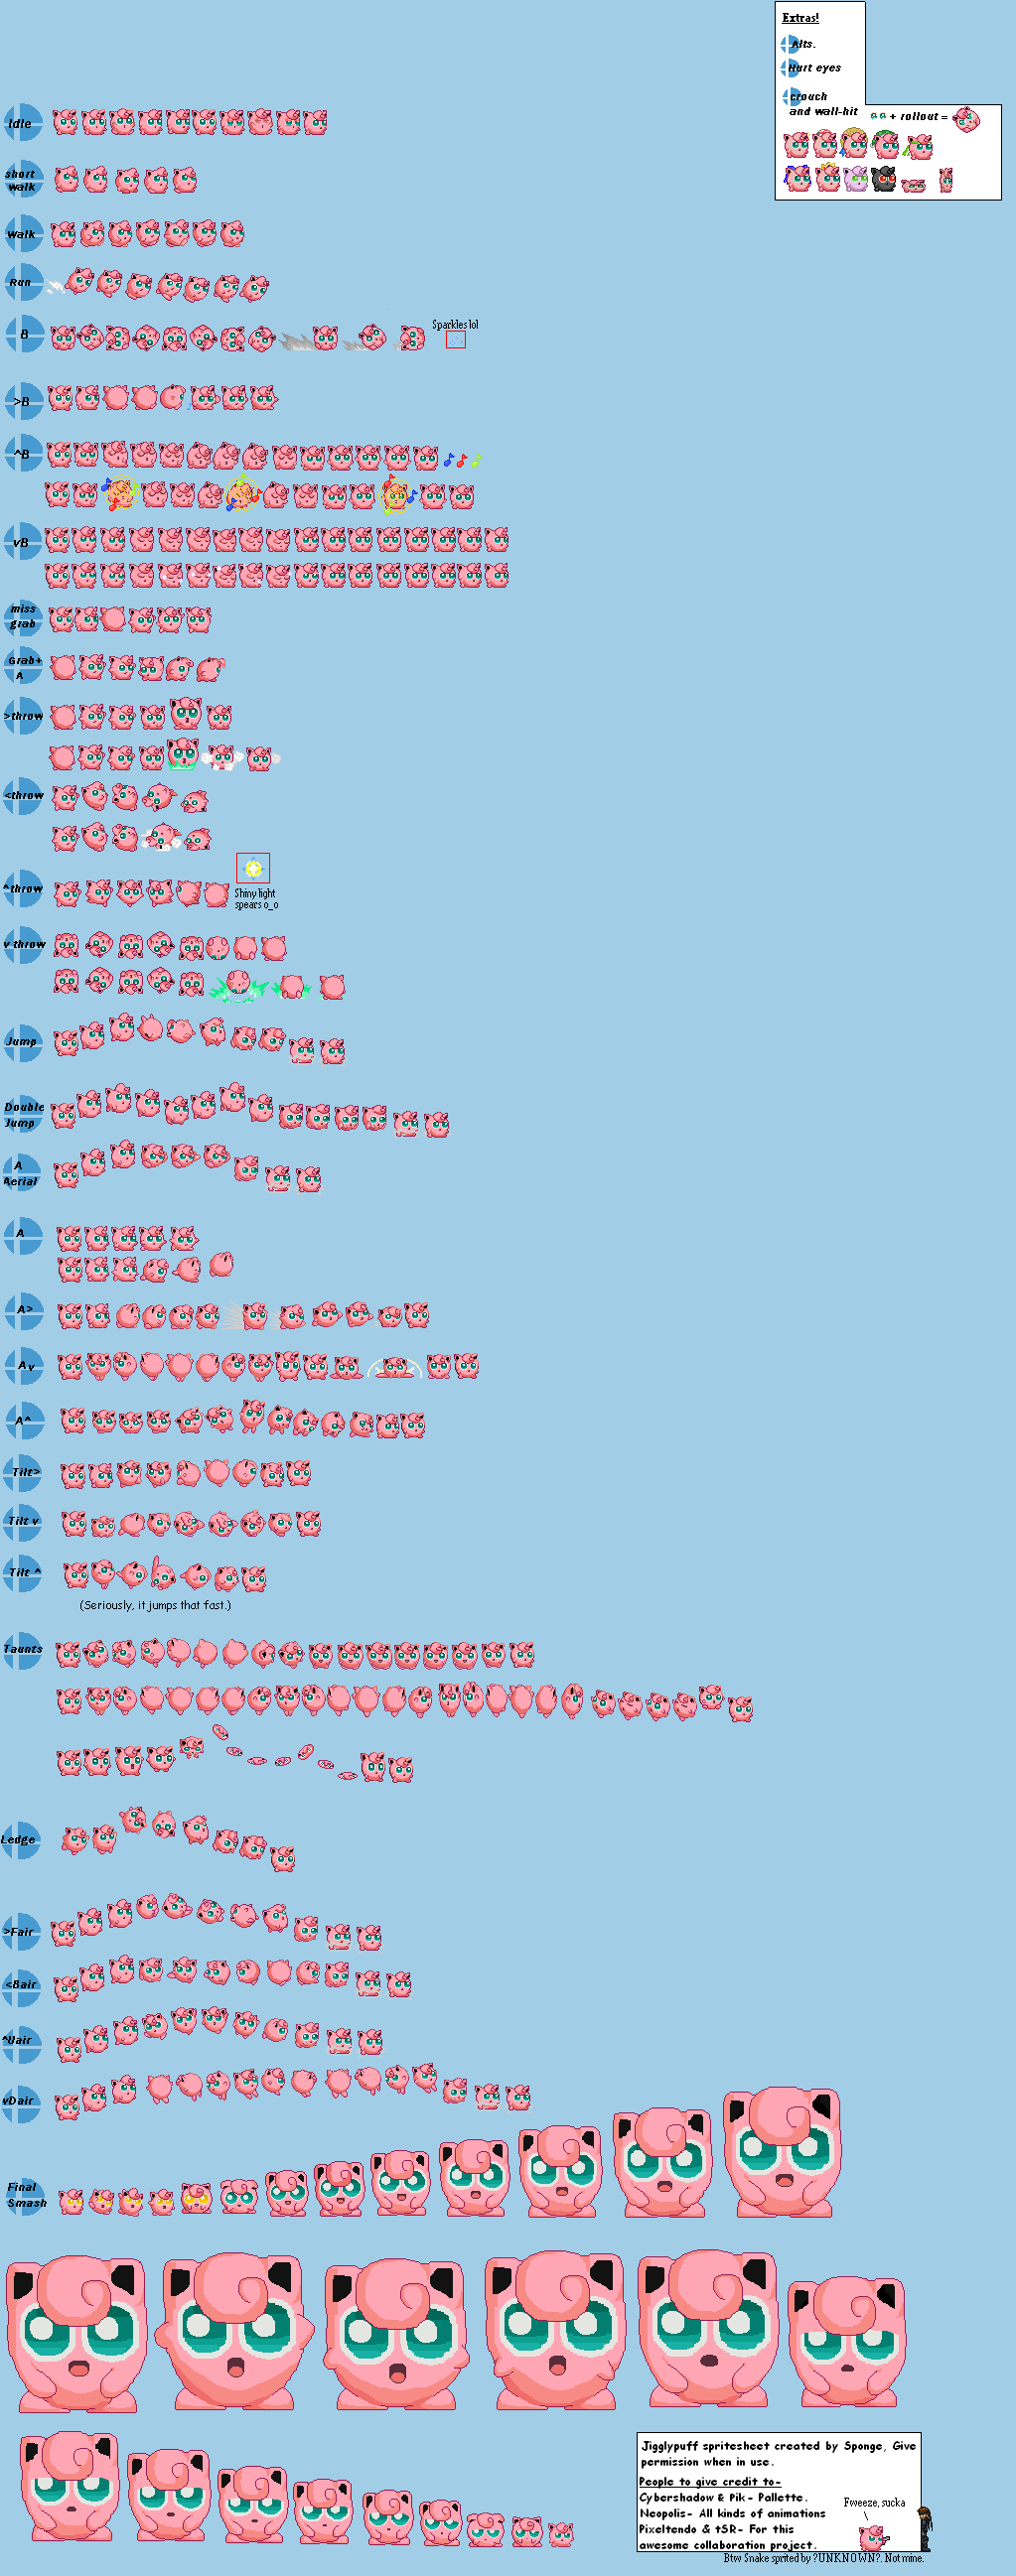 Extras!
Alts.
Hurt eyes
crouch
and wall-hit
+ rollout =
Idle
short
walk
walk
Run
B
Sparkles lol
>B
^B
vB
miss
grab
Grab+
A
>throw
<throw
^throw
Shiny light
spears o_o
v throw
Jump
Double
Jump
A
Aerial
A
A>
Av
A^
Tilt>
Tilt v
Tilt ^
(Seriously, it jumps that fast.)
Taunts
Ledge
>Fair
<Bair
^Uair
vDair
Final
Smash
Jigglypuff spritesheet created by Sponge, Give
permission when in use.
People to give credit to-
Cybershadow & Pik- Pallette.
Neopolis- All kinds of animations
Pixeltendo & tSR- For this
awesome collaboration project.
Fweeze, sucka
Btw Snake sprited by ?UNKNOWN?. Not mine.